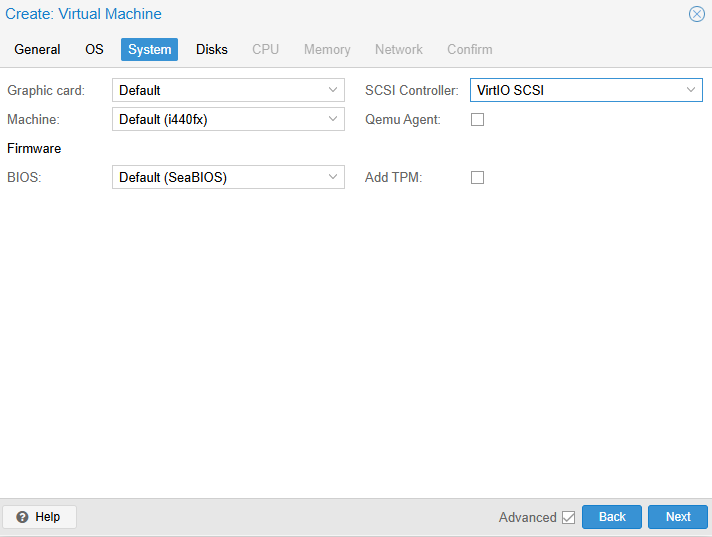 Create: Virtual Machine
General OS System Disks CPU Memory Network Confirm
Graphic card: Default SCSI Controller: VirtIO SCSI
Machine: Default (i440fx) Qemu Agent:
Firmware
BIOS: Default (SeaBIOS) Add TPM:
Help Advanced Back Next